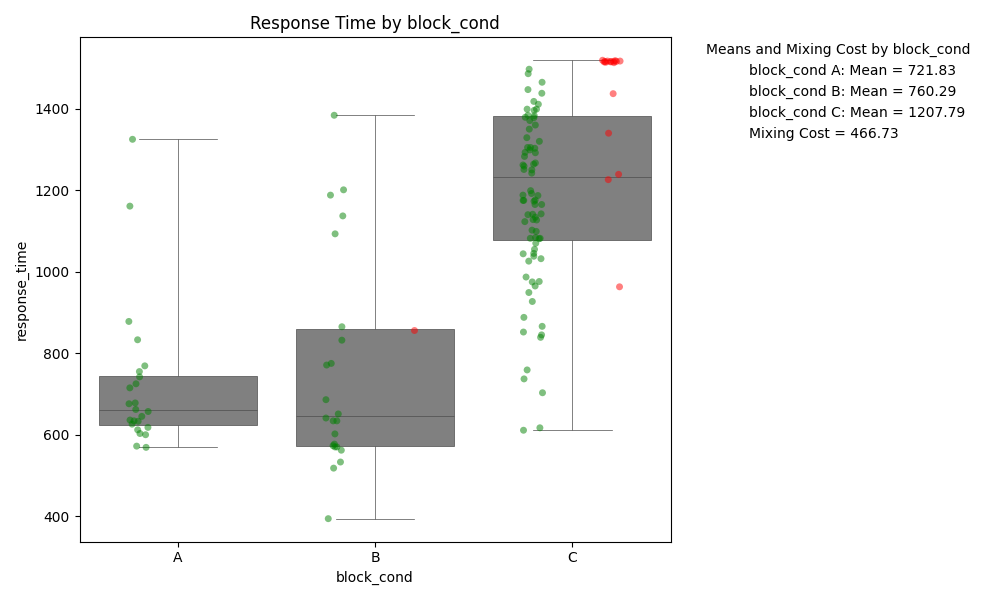 Response Time by block_cond
Means and Mixing Cost by block_cond
block_cond A: Mean = 721.83
block_cond B: Mean = 760.29
block_cond C: Mean = 1207.79
Mixing Cost = 466.73
response_time
1400
1200
1000
800
600
400
A
B
C
block_cond